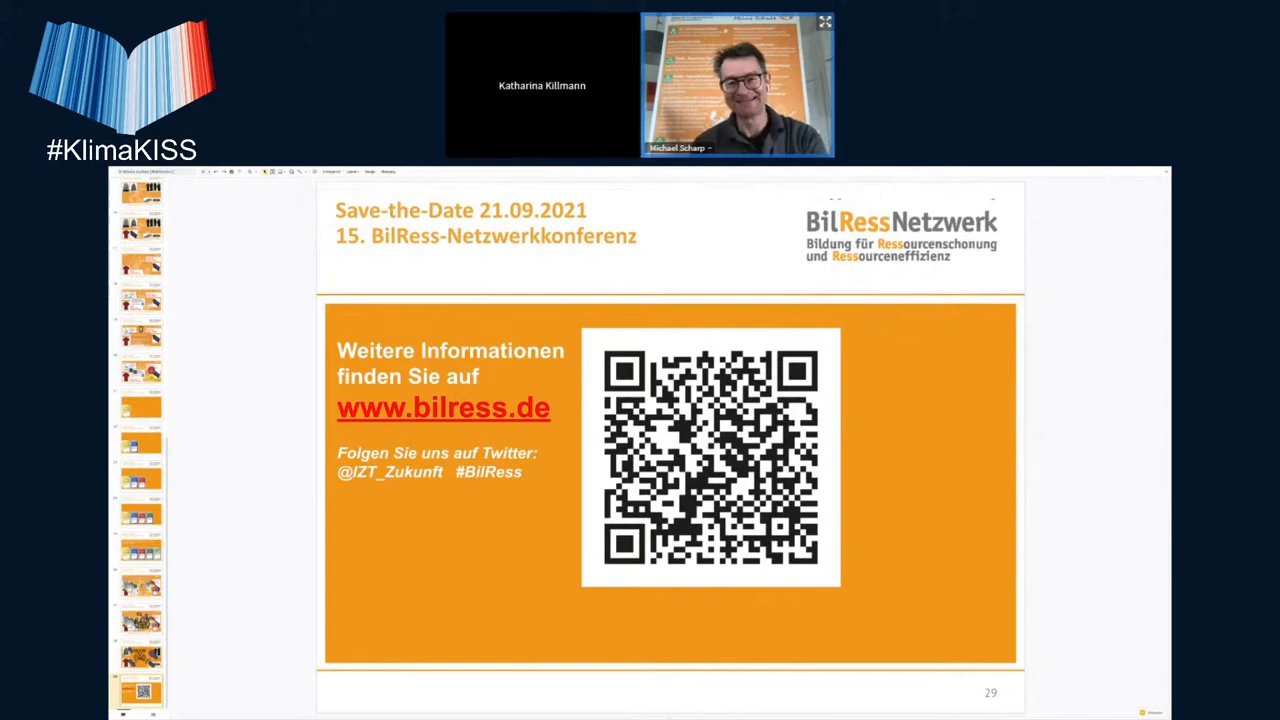 Katharina Killmann
Michael Scharp
#KlimaKISS
Save-the-Date 21.09.2021
15. BilRess-Netzwerkkonferenz
BilRessNetzwerk
Bildung für Ressourcenschonung
und Ressourceneffizienz
Weitere Informationen
finden Sie auf
www.bilress.de
Folgen Sie uns auf Twitter:
@IZT_Zukunft #BilRess
29